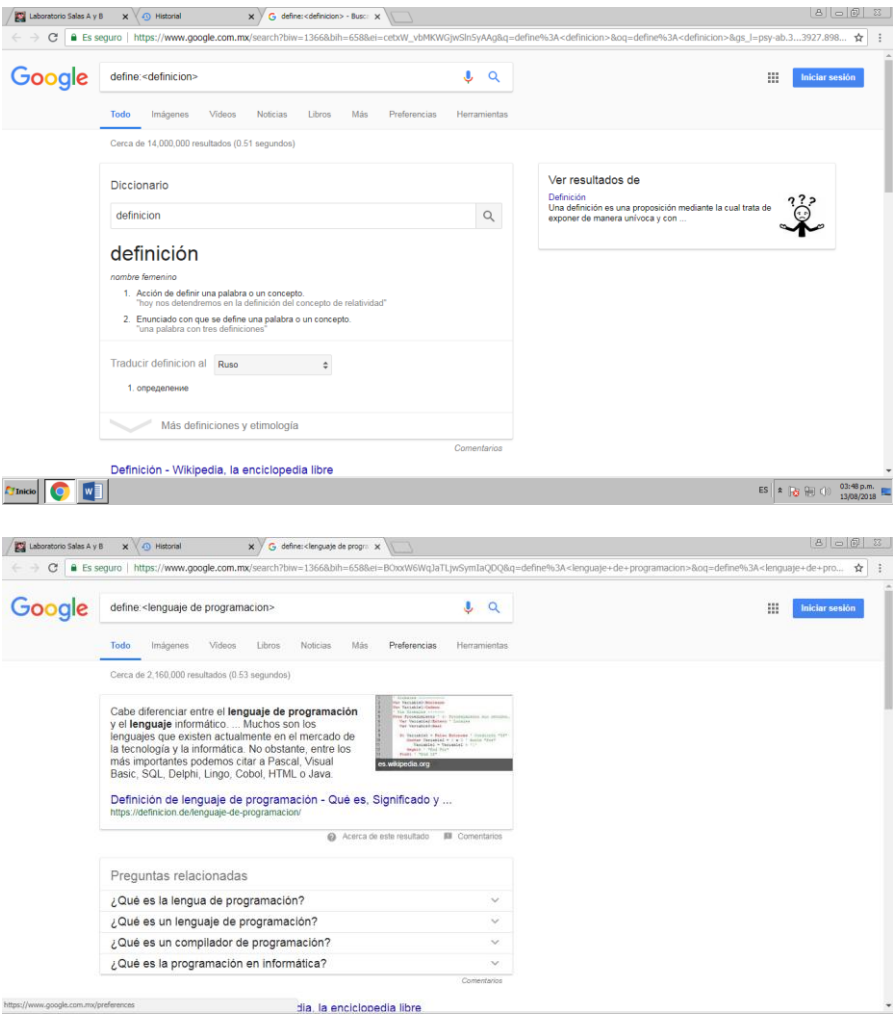 Laboratorio Salas A y B
Historial
define:<definicion> - Busc
Es seguro | https://www.google.com.mx/search?biw=1366&bih=658&ei=cetxW_vbMKWGjwSln5yAAg&q=define%3A<definicion>&oq=define%3A<definicion>&gs_l=psy-ab.3...3927.898...
Google
define:<definicion>
Iniciar sesión
Todo Imágenes Vídeos Noticias Libros Más Preferencias Herramientas
Cerca de 14,000,000 resultados (0.51 segundos)
Diccionario
definicion
definición
nombre femenino
1. Acción de definir una palabra o un concepto.
"hoy nos detendremos en la definición del concepto de relatividad"
2. Enunciado con que se define una palabra o un concepto.
"una palabra con tres definiciones"
Traducir definicion al Ruso
1. определение
Más definiciones y etimología
Comentarios
Ver resultados de
Definición
Una definición es una proposición mediante la cual trata de
exponer de manera unívoca y con ...
???
Definición - Wikipedia, la enciclopedia libre
Inicio
W
ES
03:48 p.m.
13/08/2018
Laboratorio Salas A y B
Historial
define:<lenguaje de progra
Es seguro | https://www.google.com.mx/search?biw=1366&bih=658&ei=BOxxW6WqJaTLjwSymIaQDQ&q=define%3A<lenguaje+de+programacion>&oq=define%3A<lenguaje+de+pro...
Google
define:<lenguaje de programacion>
Iniciar sesión
Todo Imágenes Vídeos Libros Noticias Más Preferencias Herramientas
Cerca de 2,160,000 resultados (0.53 segundos)
Cabe diferenciar entre el lenguaje de programación
y el lenguaje informático. ... Muchos son los
lenguajes que existen actualmente en el mercado de
la tecnología y la informática. No obstante, entre los
más importantes podemos citar a Pascal, Visual
Basic, SQL, Delphi, Lingo, Cobol, HTML o Java.
es.wikipedia.org
Definición de lenguaje de programación - Qué es, Significado y ...
https://definicion.de/lenguaje-de-programacion/
Acerca de este resultado Comentarios
Preguntas relacionadas
¿Qué es la lengua de programación?
¿Qué es un lenguaje de programación?
¿Qué es un compilador de programación?
¿Qué es la programación en informática?
Comentarios
https://www.google.com.mx/preferences
dia, la enciclopedia libre